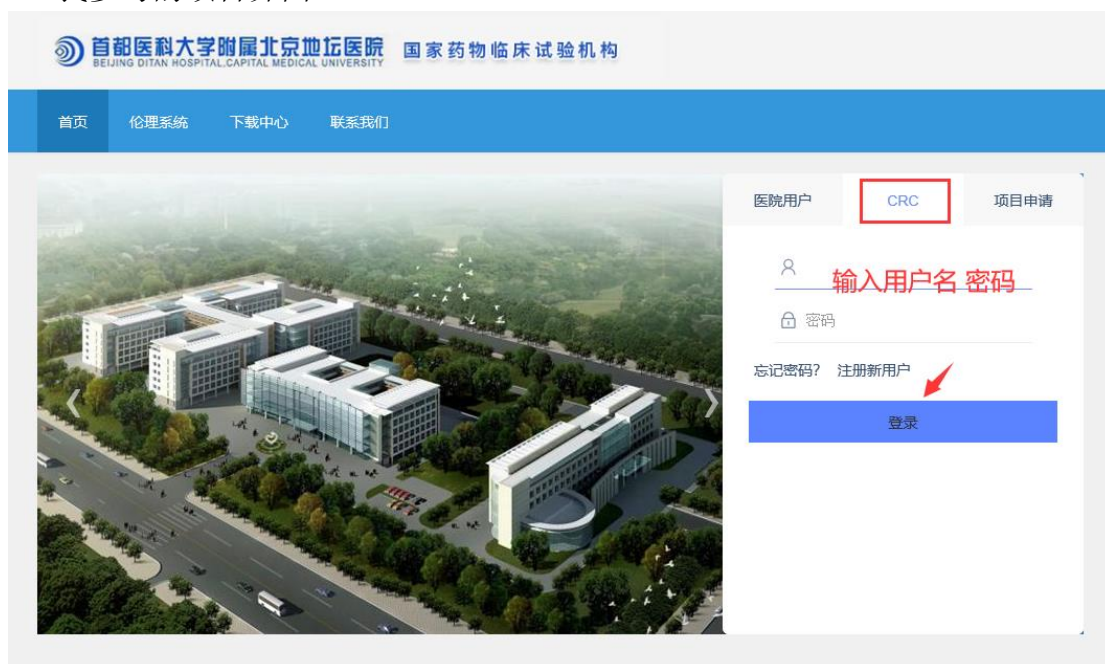 首都医科大学附属北京地坛医院 国家药物临床试验机构
BEIJING DITAN HOSPITAL,CAPITAL MEDICAL UNIVERSITY
首页 伦理系统 下载中心 联系我们
医院用户 CRC 项目申请
输入用户名 密码
密码
忘记密码? 注册新用户
登录